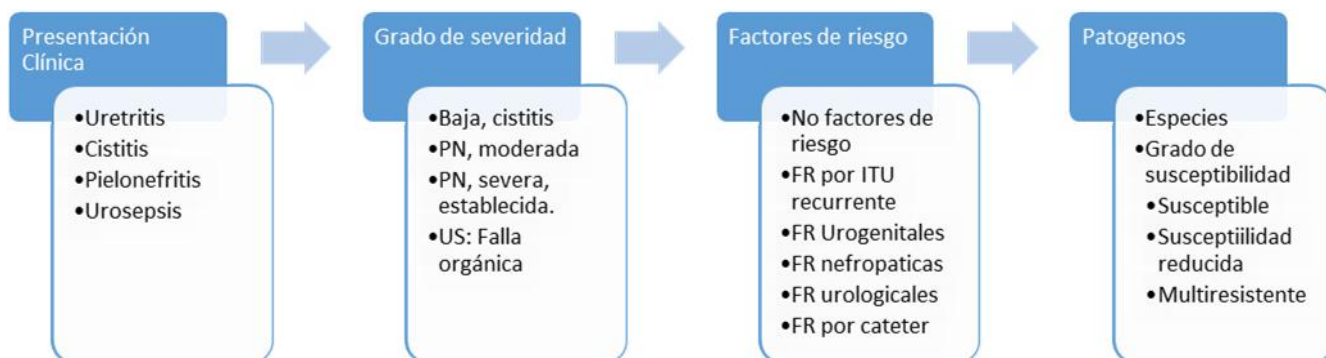 Presentación
Clínica
•Uretritis
•Cistitis
•Pielonefritis
•Urosepsis
Grado de severidad
•Baja, cistitis
•PN, moderada
•PN, severa,
establecida.
•US: Falla
orgánica
Factores de riesgo
•No factores de
riesgo
•FR por ITU
recurrente
•FR Urogenitales
•FR nefropaticas
•FR urologicales
•FR por cateter
Patogenos
•Especies
•Grado de
susceptibilidad
•Susceptible
•Susceptiilidad
reducida
•Multiresistente